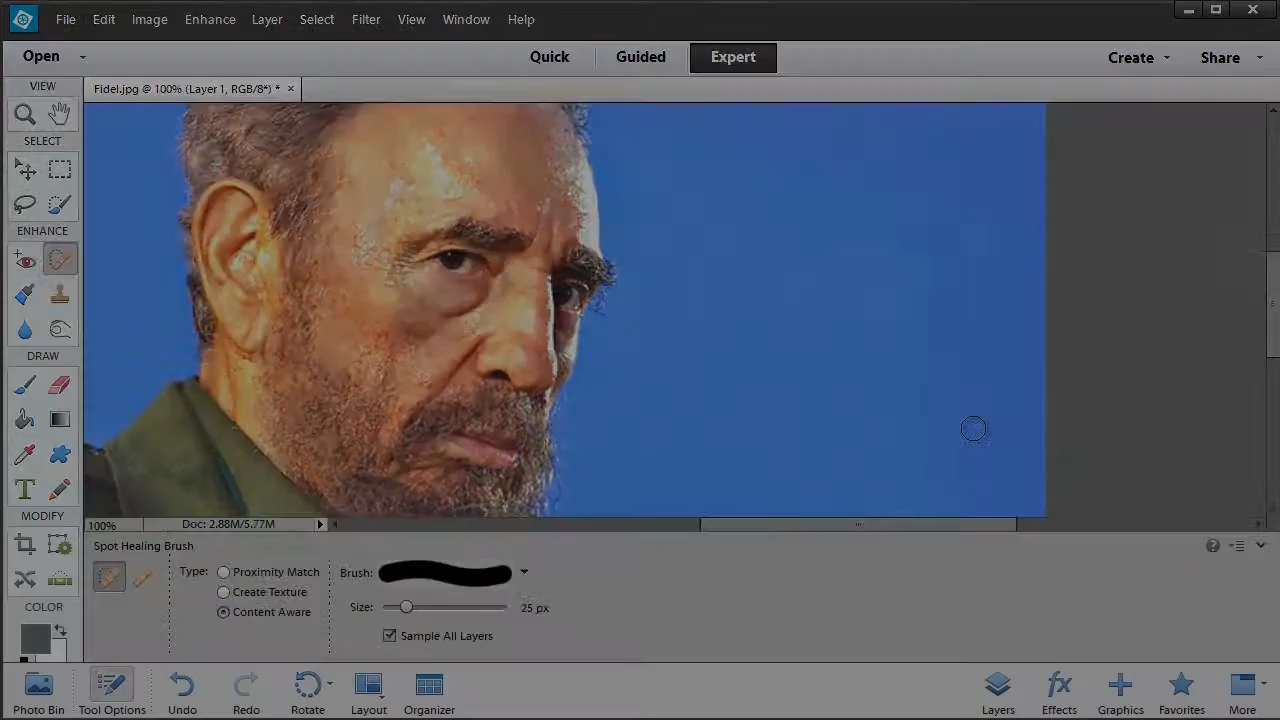 File Edit Image Enhance Layer Select Filter View Window Help
Open Quick Guided Expert Create Share
VIEW
Fidel.jpg @ 100% (Layer 1, RGB/8*) * ×
SELECT
ENHANCE
DRAW
MODIFY
COLOR
100% Doc: 2.88M/5.77M
Spot Healing Brush
Type: Proximity Match
Create Texture
Content Aware
Brush:
Size: 25 px
Sample All Layers
Photo Bin Tool Options Undo Redo Rotate Layout Organizer Layers Effects Graphics Favorites More